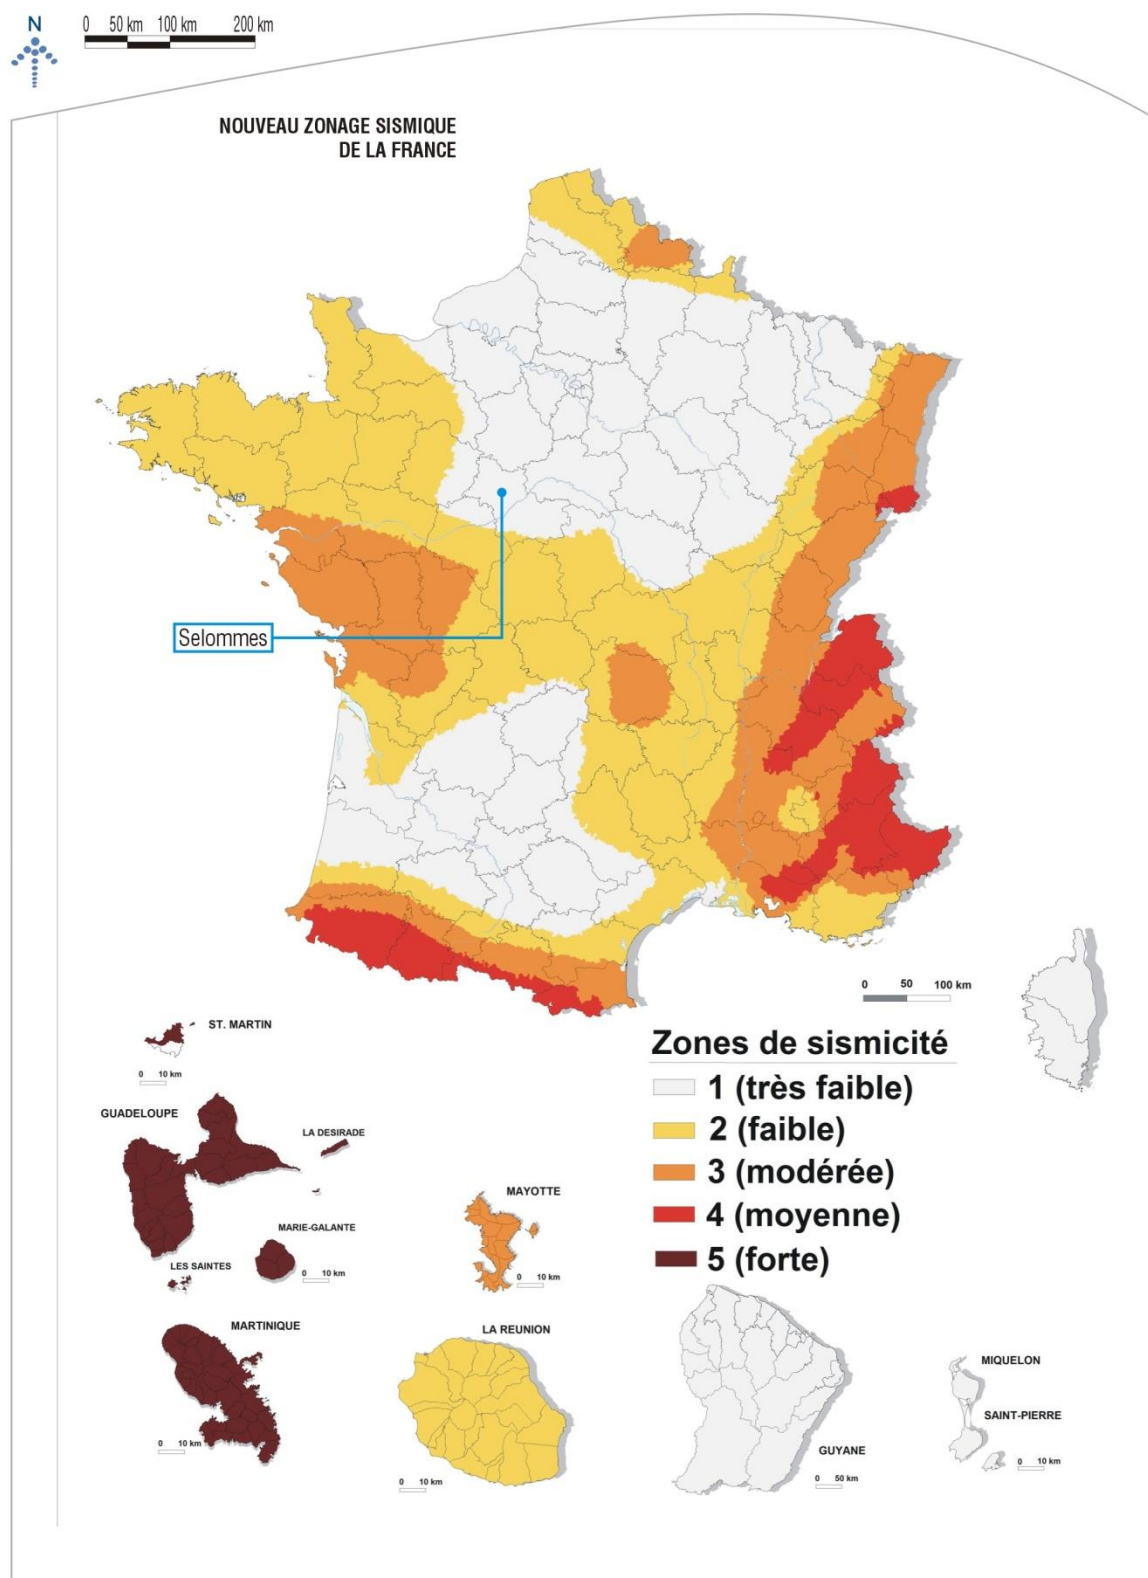 N
0 50 km 100 km 200 km
NOUVEAU ZONAGE SISMIQUE
DE LA FRANCE
Selommes
0 50 100 km
ST. MARTIN
0 10 km
GUADELOUPE
LA DESIRADE
MARIE-GALANTE
LES SAINTES
0 10 km
MAYOTTE
0 10 km
Zones de sismicité
1 (très faible)
2 (faible)
3 (modérée)
4 (moyenne)
5 (forte)
MARTINIQUE
0 10 km
LA REUNION
0 10 km
GUYANE
0 50 km
MIQUELON
SAINT-PIERRE
0 10 km